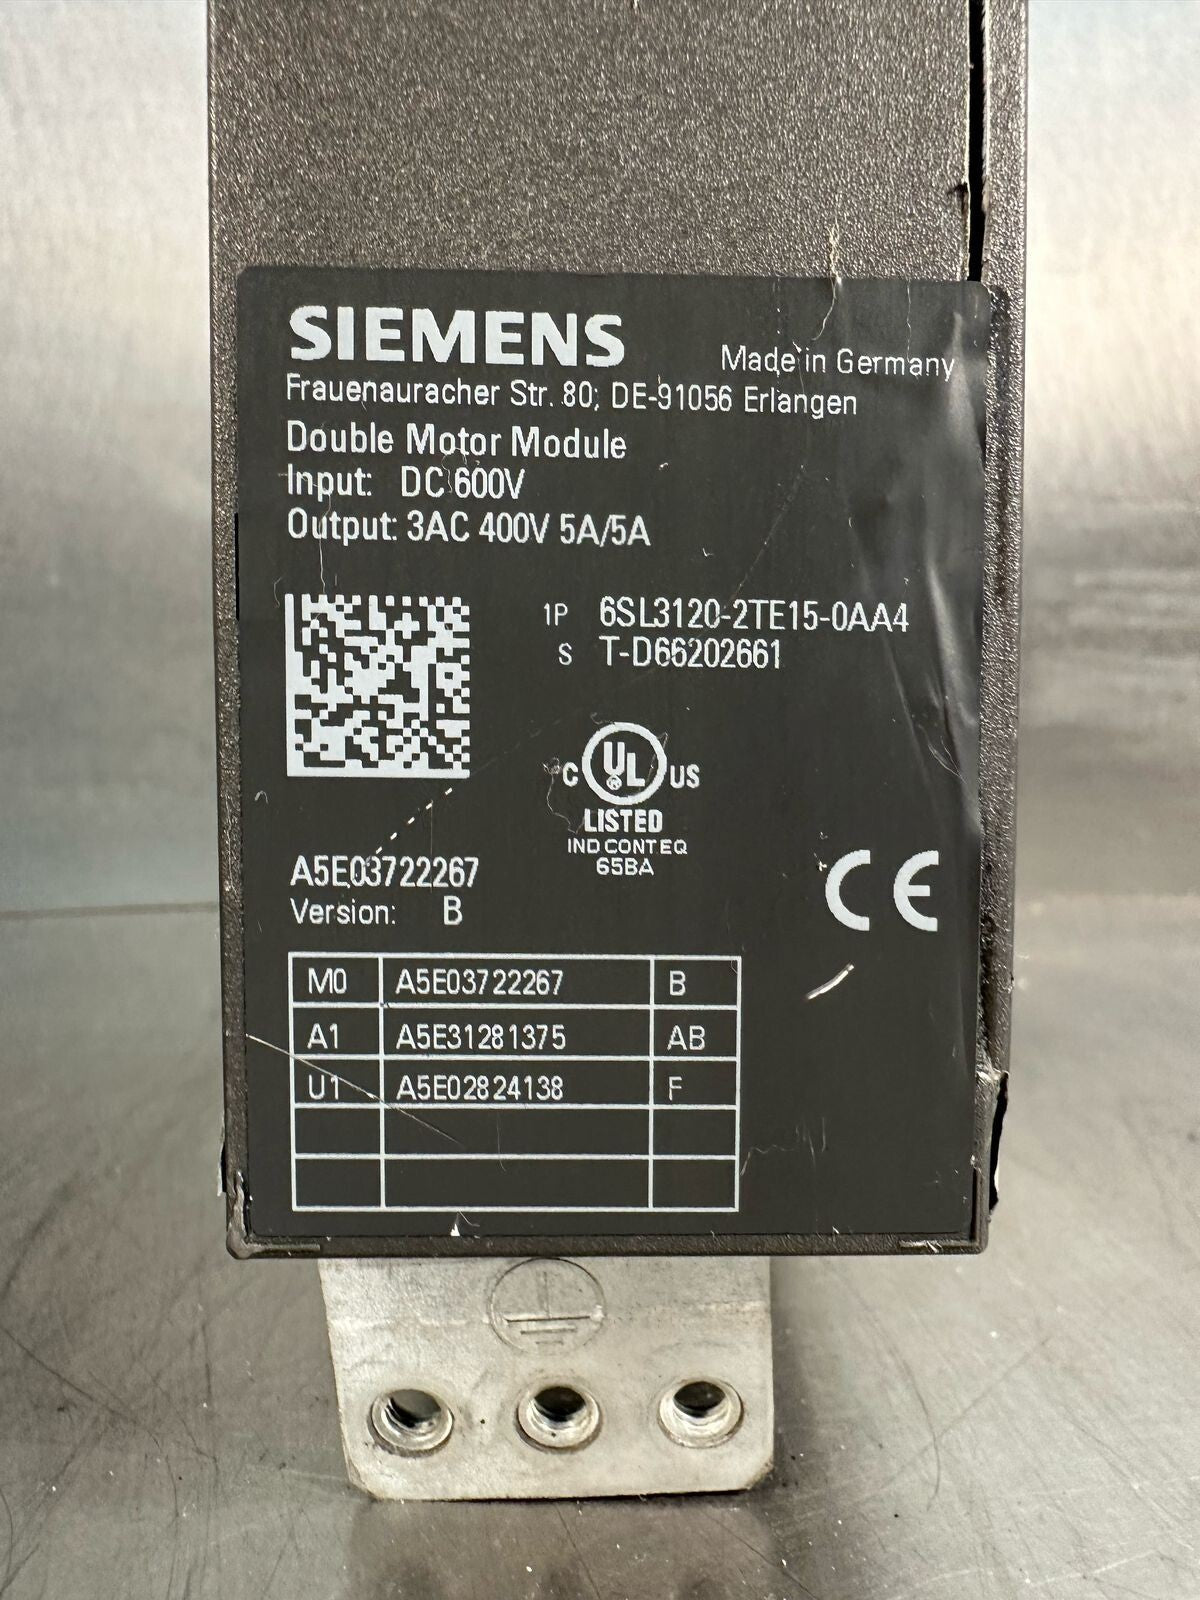 SIEMENS
Made in Germany
Frauenauracher Str. 80; DE-91056 Erlangen
Double Motor Module
Input: DC 600V
Output: 3AC 400V 5A/5A
1P 6SL3120-2TE15-0AA4
S T-D66202661
C UL ® US
LISTED
IND CONT EQ
65BA
A5E03722267
Version: B
CE
M0 A5E03722267 B
A1 A5E31281375 AB
U1 A5E02824138 F